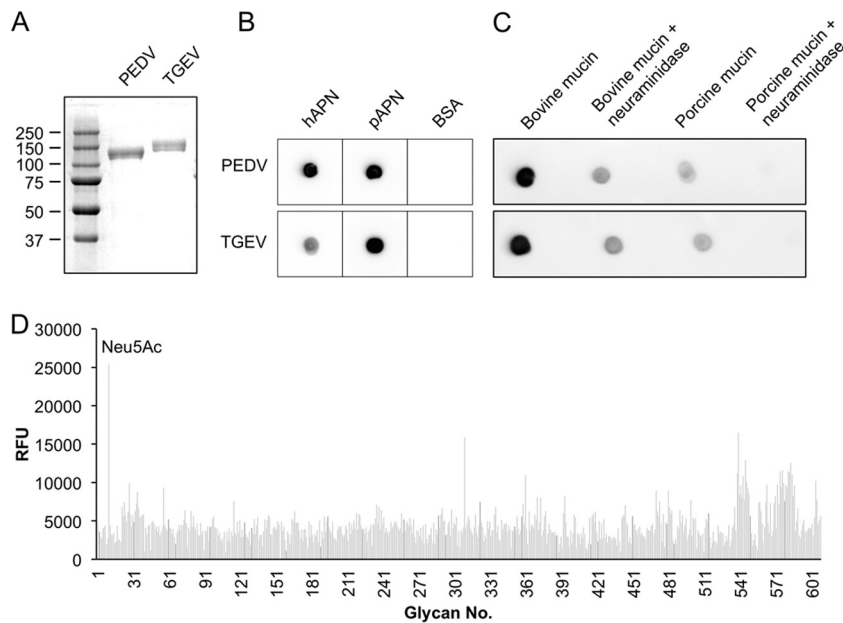 A
PEDV
TGEV
250
150
100
75
50
37
B
hAPN
pAPN
BSA
PEDV
TGEV
C
Bovine mucin
Bovine mucin +
neuraminidase
Porcine mucin
Porcine mucin +
neuraminidase
D
30000
25000
20000
15000
10000
5000
0
RFU
Neu5Ac
1
31
61
91
121
151
181
211
241
271
301
331
361
391
421
451
481
511
541
571
601
Glycan No.